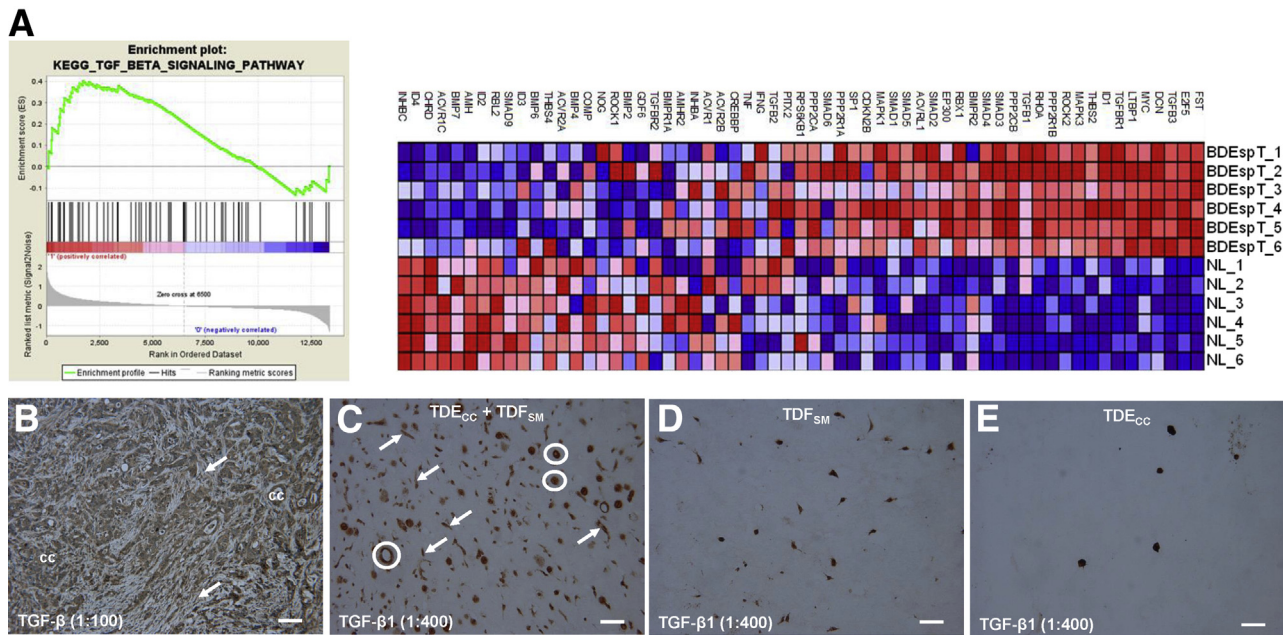 A
Enrichment plot:
KEGG_TGF_BETA_SIGNALING_PATHWAY
Enrichment score (ES)
0.4
0.3
0.2
0.1
0.0
-0.1
'1' (positively correlated)
Ranked list metric (Signal2Noise)
2
1
0
-1
Zero cross at 6500
'0' (negatively correlated)
0 2,500 5,000 7,500 10,000 12,500
Rank in Ordered Dataset
Enrichment profile Hits Ranking metric scores
INHBC
ID4
CHRD
ACVR1C
BMP7
AMH
ID2
RBL2
SMAD9
ID3
BMP6
THBS4
ACVR2A
BMP4
COMP
NOG
ROCK1
BMP2
GDF6
TGFBR2
BMPR1A
AMHR2
INHBA
ACVR1
ACVR2B
CREBBP
TNF
IFNG
TGFB2
PITX2
RPS6KB1
PPP2CA
SMAD6
PPP2R1A
SP1
CDKN2B
MAPK1
SMAD1
SMAD5
ACVRL1
SMAD2
EP300
RBX1
BMPR2
SMAD4
SMAD3
PPP2CB
TGFB1
RHOA
PPP2R1B
ROCK2
MAPK3
THBS2
ID1
TGFBR1
LTBP1
MYC
DCN
TGFB3
E2F5
FST
BDEspT_1
BDEspT_2
BDEspT_3
BDEspT_4
BDEspT_5
BDEspT_6
NL_1
NL_2
NL_3
NL_4
NL_5
NL_6
B
CC
CC
TGF-β (1:100)
C
TDECC + TDFSM
TGF-β1 (1:400)
D
TDFSM
TGF-β1 (1:400)
E
TDECC
TGF-β1 (1:400)